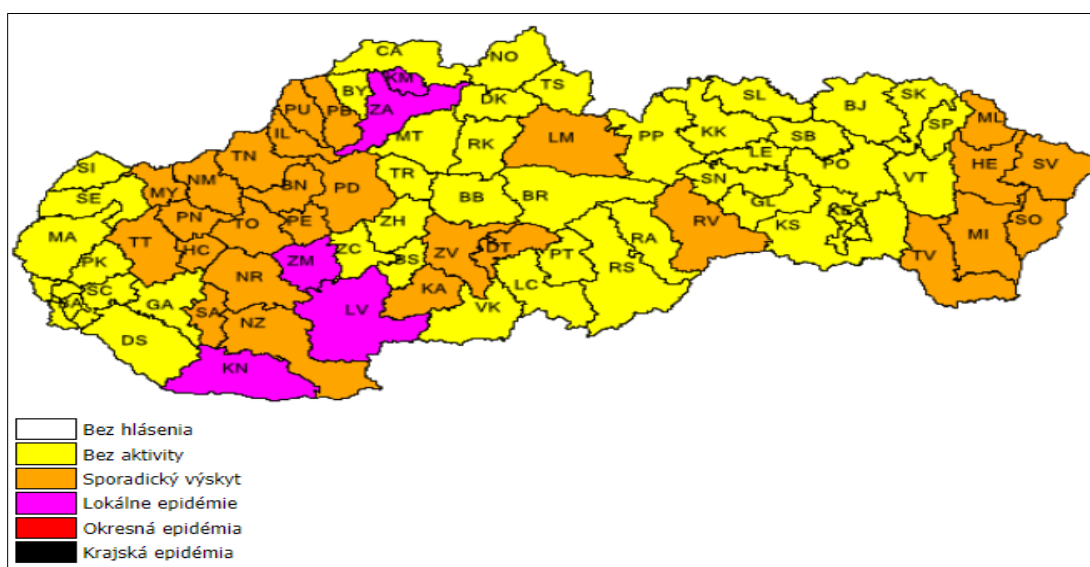 CA
NO
KM
BY
TS
PU
PB
ZA
DK
SL
BJ
SK
ML
IL
MT
RK
LM
PP
KK
SB
SP
TN
LE
PO
HE
SV
SI
NM
BN
PD
TR
SN
VT
SE
MY
BB
BR
GL
PN
TO
PE
ZH
KS
SO
MA
TT
HC
ZM
ZC
ZV
DT
PT
RA
RV
MI
PK
NR
BS
RS
TV
SC
GA
SA
NZ
LV
KA
LC
VK
DS
KN
Bez hlásenia
Bez aktivity
Sporadický výskyt
Lokálne epidémie
Okresná epidémia
Krajská epidémia